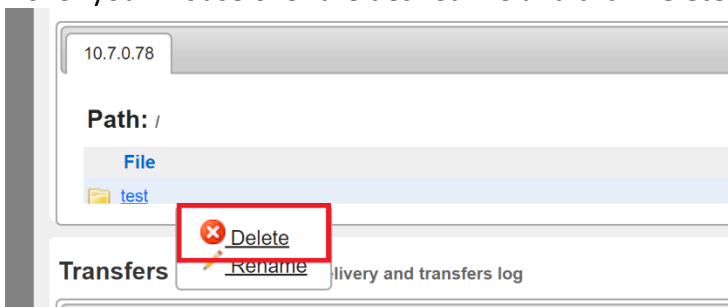 10.7.0.78
Path: /
File
test
Delete
Rename
Transfers livery and transfers log